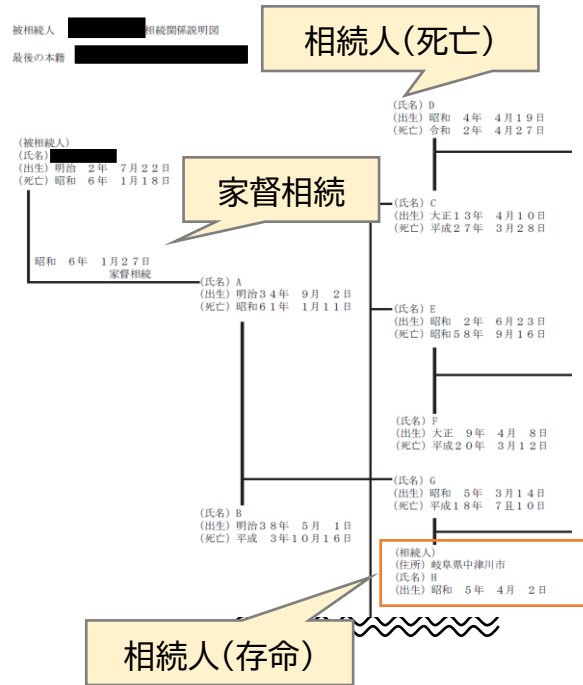 被相続人 相続関係説明図
最後の本籍
相続人(死亡)
(氏名) D
(出生) 昭和 4年 4月19日
(死亡) 令和 2年 4月27日
(被相続人)
(氏名)
(出生) 明治 2年 7月22日
(死亡) 昭和 6年 1月18日
家督相続
(氏名) C
(出生) 大正13年 4月10日
(死亡) 平成27年 3月28日
昭和 6年 1月27日
家督相続
(氏名) A
(出生) 明治34年 9月 2日
(死亡) 昭和61年 1月11日
(氏名) E
(出生) 昭和 2年 6月23日
(死亡) 昭和58年 9月16日
(氏名) F
(出生) 大正 9年 4月 8日
(死亡) 平成20年 3月12日
(氏名) G
(出生) 昭和 5年 3月14日
(死亡) 平成18年 7月10日
(氏名) B
(出生) 明治38年 5月 1日
(死亡) 平成 3年10月16日
(相続人)
(住所) 岐阜県中津川市
(氏名) H
(出生) 昭和 5年 4月 2日
相続人(存命)